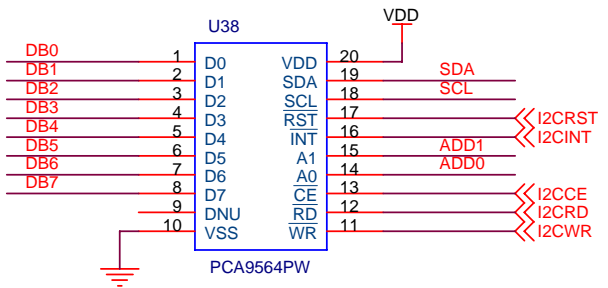 U38
VDD
DB0 1 D0 VDD 20
DB1 2 D1 SDA 19 SDA
DB2 3 D2 SCL 18 SCL
DB3 4 D3 RST 17 I2CRST
DB4 5 D4 INT 16 I2CINT
DB5 6 D5 A1 15 ADD1
DB6 7 D6 A0 14 ADD0
DB7 8 D7 CE 13 I2CCE
9 DNU RD 12 I2CRD
10 VSS WR 11 I2CWR
PCA9564PW